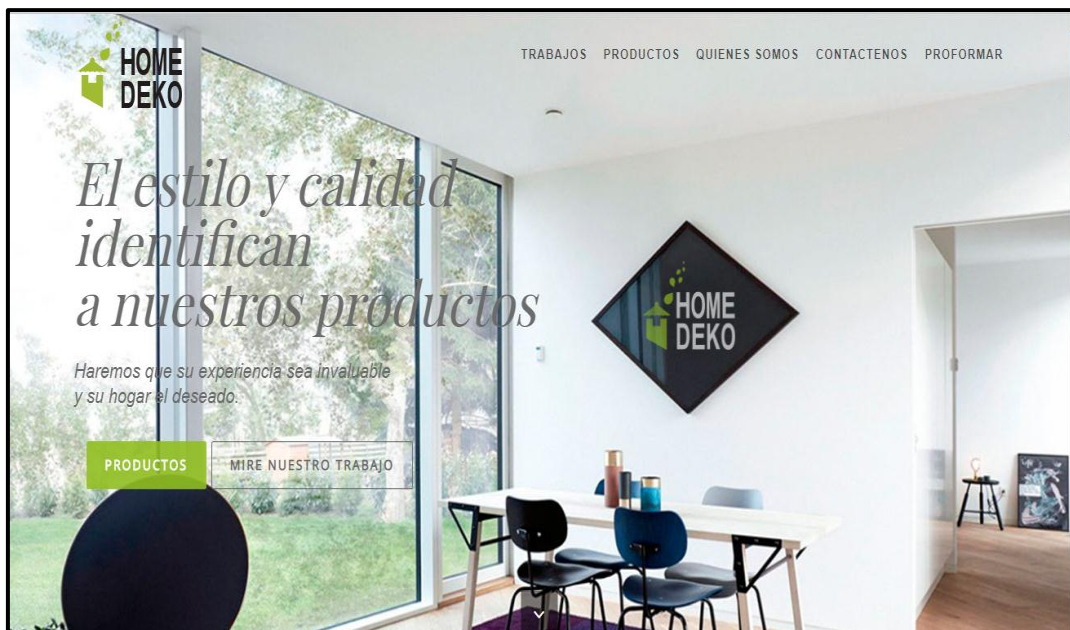 HOME
DEKO
TRABAJOS PRODUCTOS QUIENES SOMOS CONTACTENOS PROFORMAR
El estilo y calidad
identifican
a nuestros productos
HOME
DEKO
Haremos que su experiencia sea invaluable
y su hogar el deseado.
PRODUCTOS MIRE NUESTRO TRABAJO